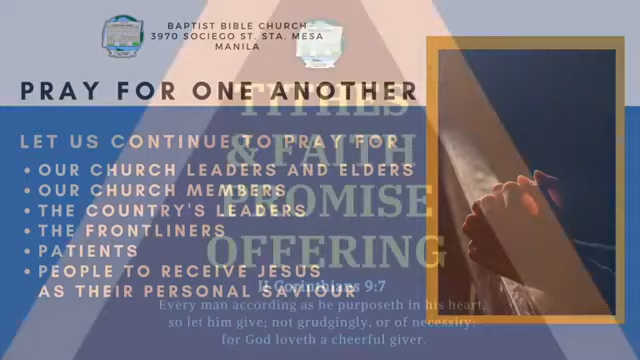 BAPTIST BIBLE CHURCH
3970 SOCIEGO ST. STA. MESA
MANILA
PRAY FOR ONE ANOTHER
LET US CONTINUE TO PRAY FOR
• OUR CHURCH LEADERS AND ELDERS
• OUR CHURCH MEMBERS
• THE COUNTRY'S LEADERS
• THE FRONTLINERS
• PATIENTS
• PEOPLE TO RECEIVE JESUS
AS THEIR PERSONAL SAVIOUR
TITHES
& FAITH
PROMISE
OFFERING
II Corinthians 9:7
Every man according as he purposeth in his heart,
so let him give; not grudgingly, or of necessity:
for God loveth a cheerful giver.